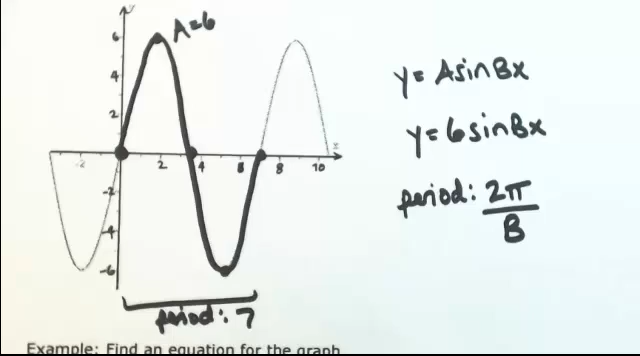 y
A=6
y=AsinBx
y=6sinBx
period: 2π
B
6
4
2
-2
2
4
6
8
10
x
-2
-4
-6
period: 7
Example: Find an equation for the graph